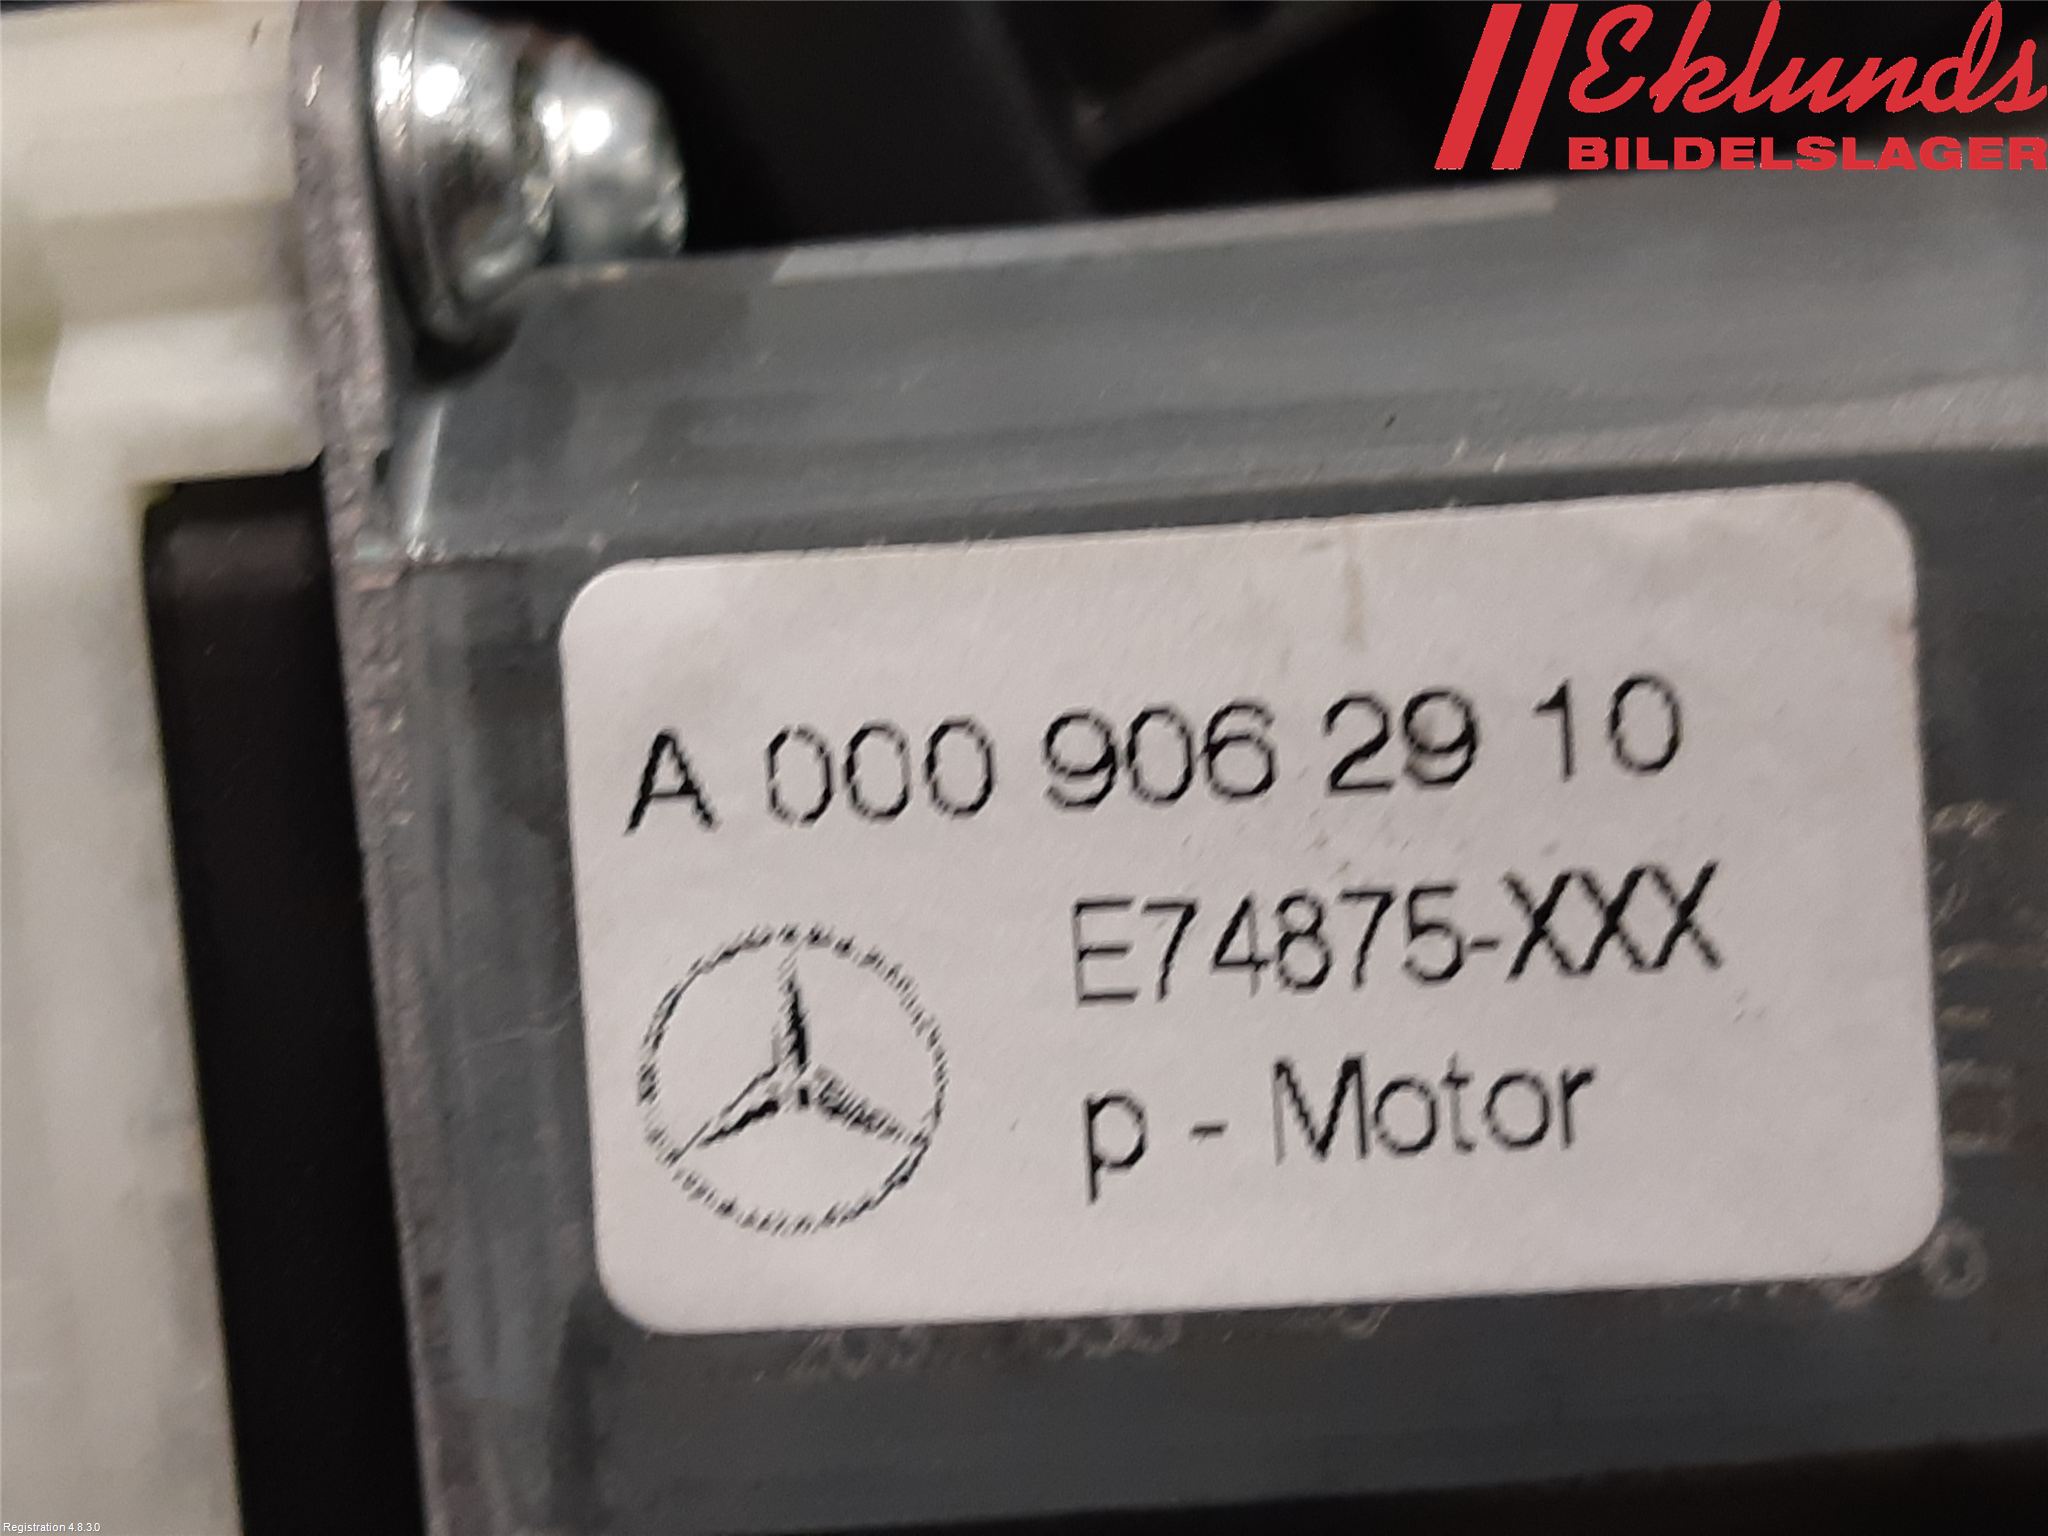 Eklunds
BILDELSLAGER
A 000 906 29 10
E74875-XXX
p - Motor
Registration 4.8.3.0